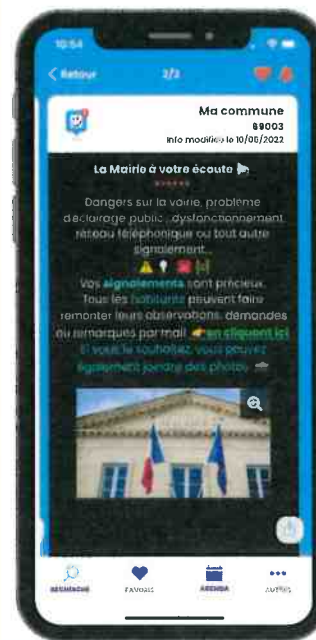 10:54
Retour
2/2
Ma commune
69003
Info modifiée le 10/05/2022
La Mairie à votre écoute
Dangers sur la voirie, problème
d'éclairage public, dysfonctionnement
réseau téléphonique ou tout autre
signalement...
Vos signalements sont précieux.
Tous les habitants peuvent faire
remonter leurs observations, demandes
ou remarques par mail en cliquant ici
Si vous le souhaitez, vous pouvez
également joindre des photos
RECHERCHE
FAVORIS
AGENDA
AUTRES